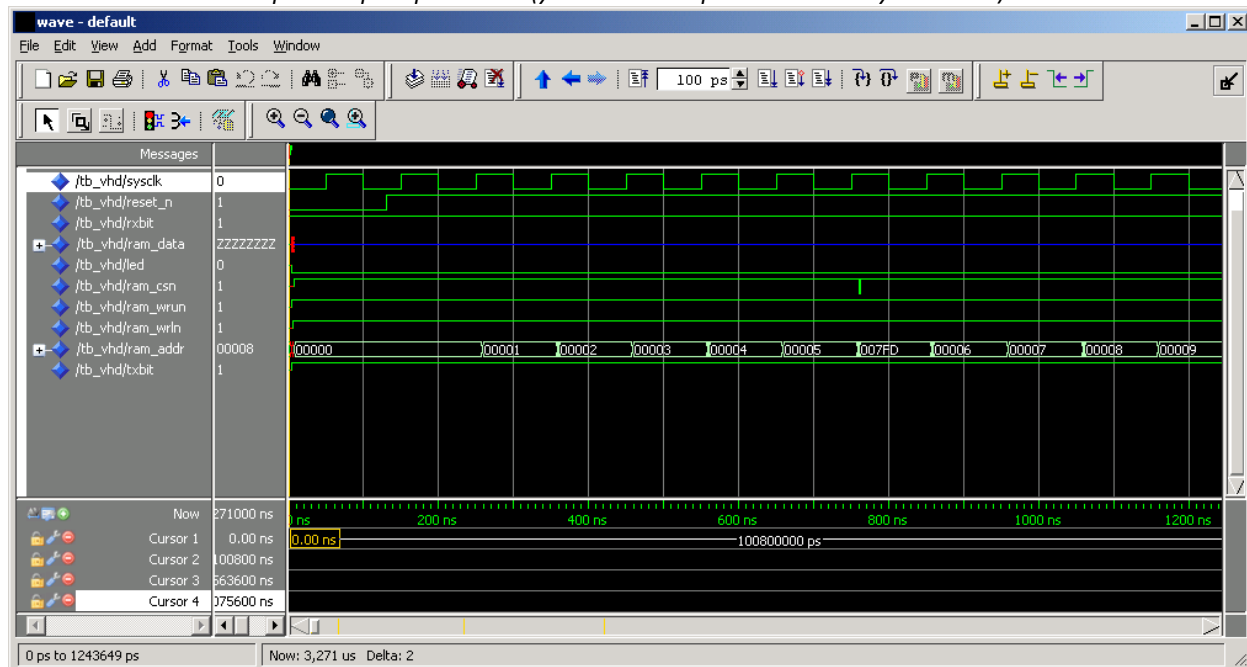 wave - default
File Edit View Add Format Tools Window
100 ps
Messages
/tb_vhd/sysclk 0
/tb_vhd/reset_n 1
/tb_vhd/rxbit 1
/tb_vhd/ram_data ZZZZZZZZ
/tb_vhd/led 0
/tb_vhd/ram_csn 1
/tb_vhd/ram_wrun 1
/tb_vhd/ram_wrln 1
/tb_vhd/ram_addr 00008 00000 00001 00002 00003 00004 00005 007FD 00006 00007 00008 00009
/tb_vhd/txbit 1
Now 271000 ns ns 200 ns 400 ns 600 ns 800 ns 1000 ns 1200 ns
Cursor 1 0.00 ns 0.00 ns 100800000 ps
Cursor 2 100800 ns
Cursor 3 563600 ns
Cursor 4 075600 ns
0 ps to 1243649 ps Now: 3,271 us Delta: 2